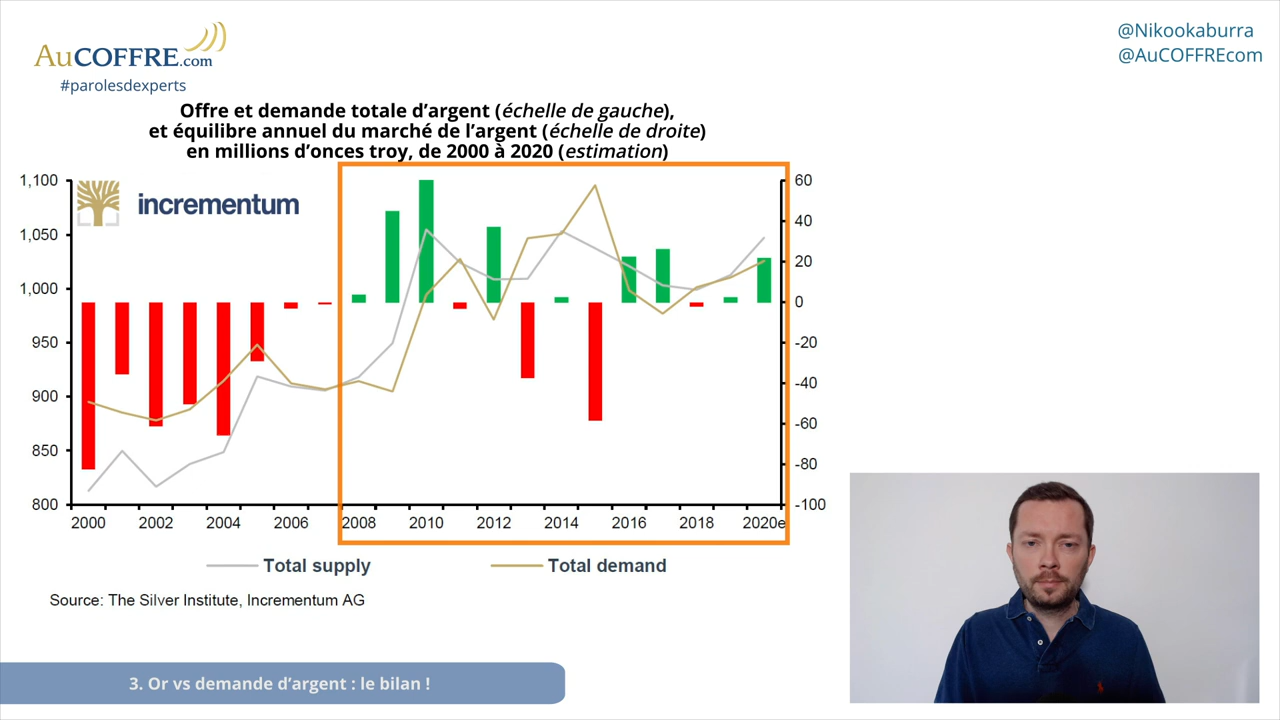 AuCOFFRE.com
#parolesdexperts
@Nikookaburra
@AuCOFFREcom
Offre et demande totale d’argent (échelle de gauche),
et équilibre annuel du marché de l’argent (échelle de droite)
en millions d’onces troy, de 2000 à 2020 (estimation)
incrementum
1,100
1,050
1,000
950
900
850
800
60
40
20
0
-20
-40
-60
-80
-100
2000 2002 2004 2006 2008 2010 2012 2014 2016 2018 2020e
Total supply Total demand
Source: The Silver Institute, Incrementum AG
3. Or vs demande d’argent : le bilan !